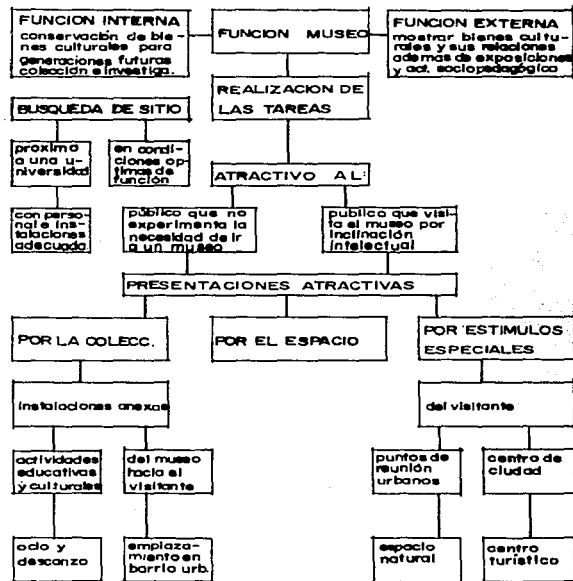 FUNCION INTERNA
conservación de bie-
nes culturales para
generaciones futuras
colección e investiga.
FUNCION MUSEO
FUNCION EXTERNA
mostrar bienes cultu-
rales y sus relaciones
ademas de exposiciones
y act. sociopedagógica
REALIZACION DE
LAS TAREAS
BUSQUEDA DE SITIO
proxima
a una u-
niversidad
en condi-
ciones op-
timas de
función
ATRACTIVO AL:
con perso-
nal e ins-
talaciones
adecuada.
público que no
experimenta la
necesidad de ir
a un museo
publico que visi-
ta el museo por
inclinación
intelectual
PRESENTACIONES ATRACTIVAS
POR LA COLECC.
POR EL ESPACIO
POR ESTIMULOS
ESPECIALES
instalaciones anexas
del visitante
actividades
educativas
y culturales
del museo
hacia el
visitante
puntos de
reunión
urbanos
centro de
ciudad
ocio y
descanzo
emplaza-
miento en
barrio urb.
espacio
natural
centro
turístico